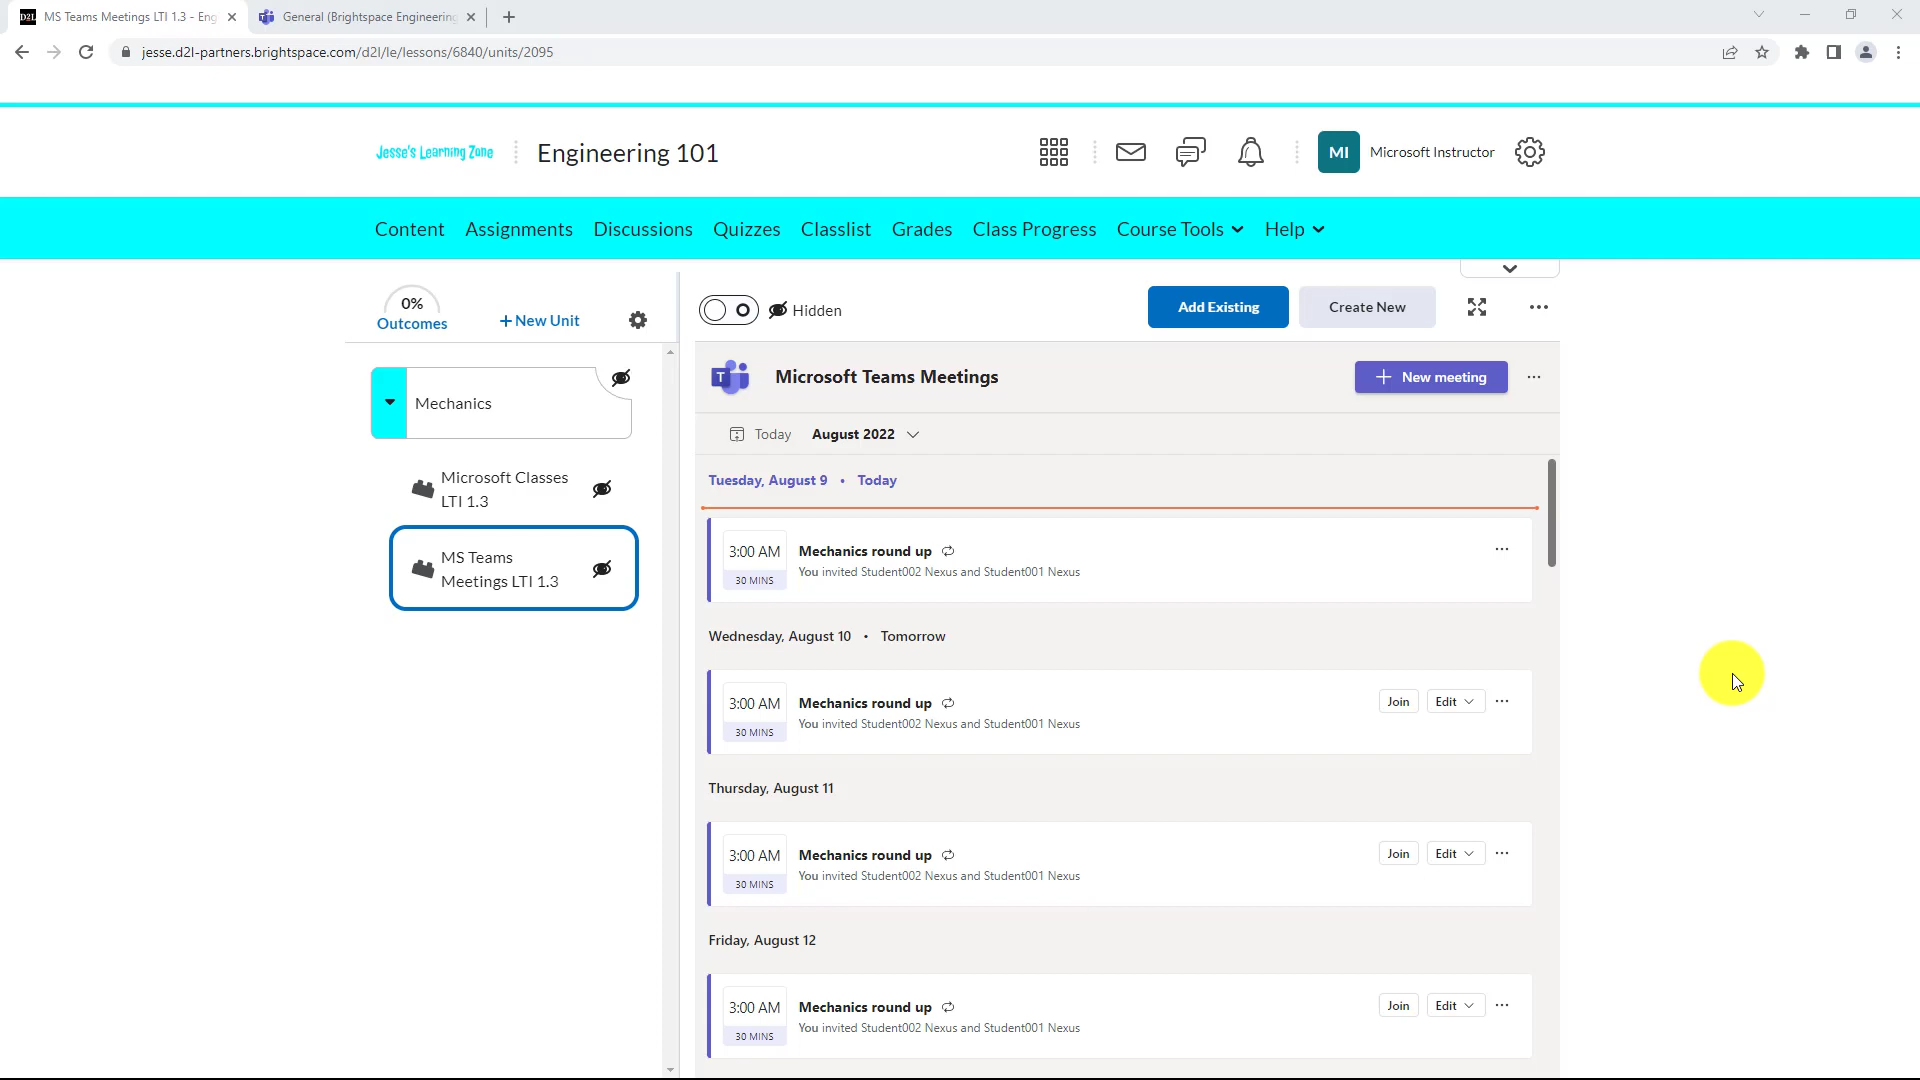 MS Teams Meetings LTI 1.3 - Eng
General (Brightspace Engineering
jesse.d2l-partners.brightspace.com/d2l/le/lessons/6840/units/2095
Jesse's Learning Zone
Engineering 101
MI
Microsoft Instructor
Content Assignments Discussions Quizzes Classlist Grades Class Progress Course Tools Help
0%
Outcomes
+ New Unit
Hidden
Add Existing
Create New
Mechanics
Microsoft Classes
LTI 1.3
MS Teams
Meetings LTI 1.3
Microsoft Teams Meetings
+ New meeting
Today August 2022
Tuesday, August 9 • Today
3:00 AM
30 MINS
Mechanics round up
You invited Student002 Nexus and Student001 Nexus
Wednesday, August 10 • Tomorrow
3:00 AM
30 MINS
Mechanics round up
You invited Student002 Nexus and Student001 Nexus
Join Edit
Thursday, August 11
3:00 AM
30 MINS
Mechanics round up
You invited Student002 Nexus and Student001 Nexus
Join Edit
Friday, August 12
3:00 AM
30 MINS
Mechanics round up
You invited Student002 Nexus and Student001 Nexus
Join Edit